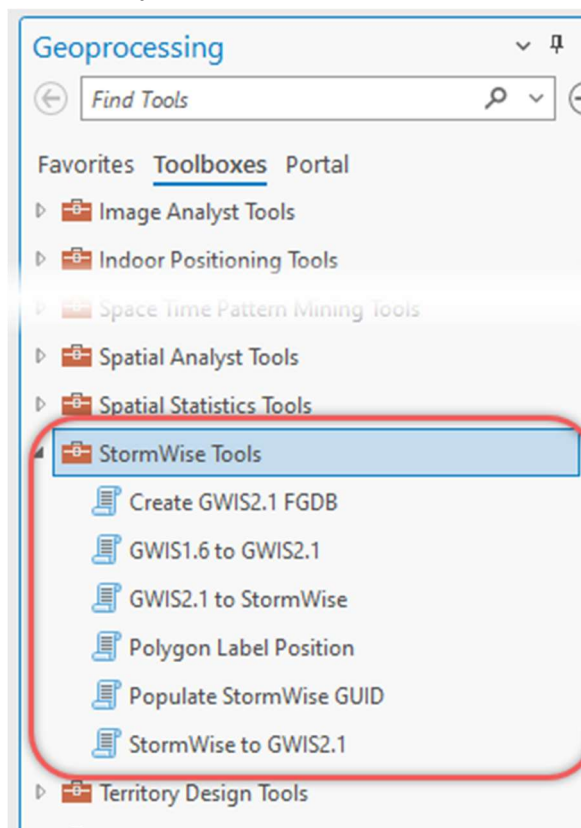 Geoprocessing
Find Tools
Favorites Toolboxes Portal
Image Analyst Tools
Indoor Positioning Tools
Space Time Pattern Mining Tools
Spatial Analyst Tools
Spatial Statistics Tools
StormWise Tools
Create GWIS2.1 FGDB
GWIS1.6 to GWIS2.1
GWIS2.1 to StormWise
Polygon Label Position
Populate StormWise GUID
StormWise to GWIS2.1
Territory Design Tools